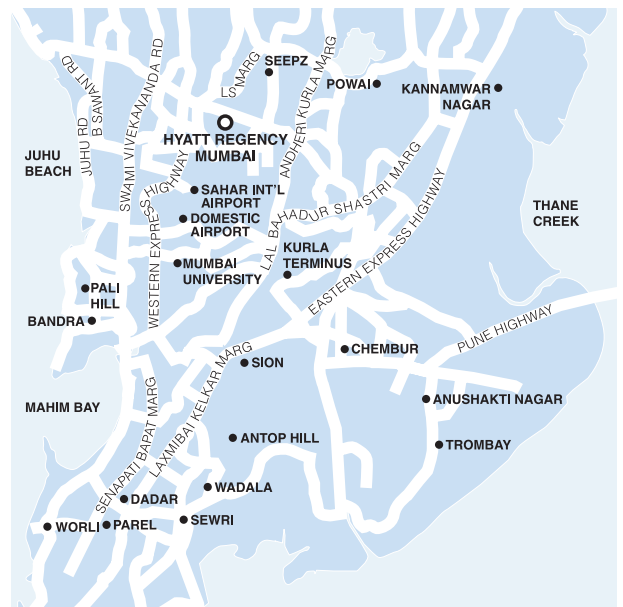 SEEPZ
LS MARG
POWAI
KANNAMWAR
NAGAR
JUHU RD
B SAWANT RD
SWAMI VIVEKANANDA RD
ANDHERI KURLA MARG
HYATT REGENCY
MUMBAI
JUHU
BEACH
WESTERN EXPRESS HIGHWAY
SAHAR INT'L
AIRPORT
DOMESTIC
AIRPORT
LAL BAHADUR SHASTRI MARG
THANE
CREEK
MUMBAI
UNIVERSITY
KURLA
TERMINUS
EASTERN EXPRESS HIGHWAY
PALI
HILL
BANDRA
PUNE HIGHWAY
CHEMBUR
SION
MAHIM BAY
SENAPATI BAPAT MARG
LAXMIBAI KELKAR MARG
ANUSHAKTI NAGAR
ANTOP HILL
TROMBAY
WADALA
DADAR
SEWRI
WORLI
PAREL